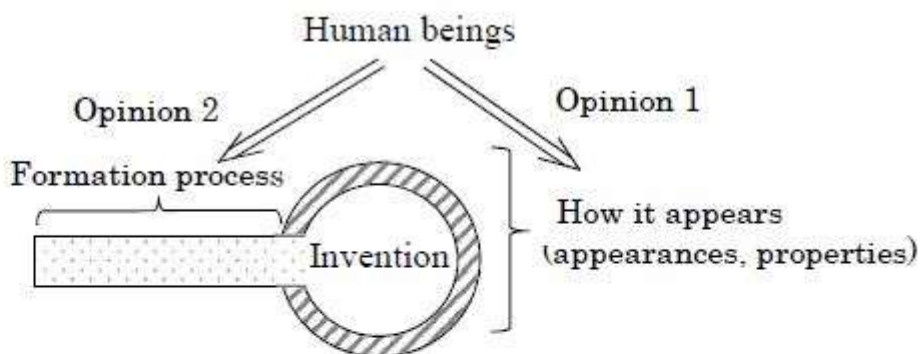 Human beings
Opinion 2
Opinion 1
Formation process
How it appears
(appearances, properties)
Invention